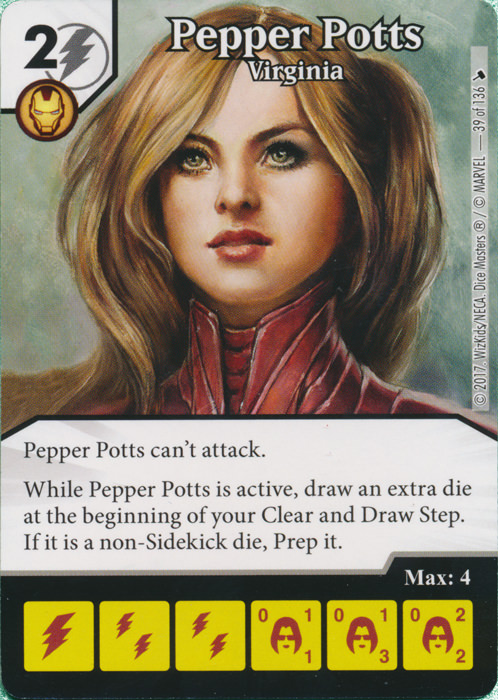 2
Pepper Potts
Virginia
© 2017. WizKids/NECA. Dice Masters ® / © MARVEL — 39 of 136
Pepper Potts can't attack.
While Pepper Potts is active, draw an extra die
at the beginning of your Clear and Draw Step.
If it is a non-Sidekick die, Prep it.
Max: 4
0 1 0 1 0 2
1 3 2